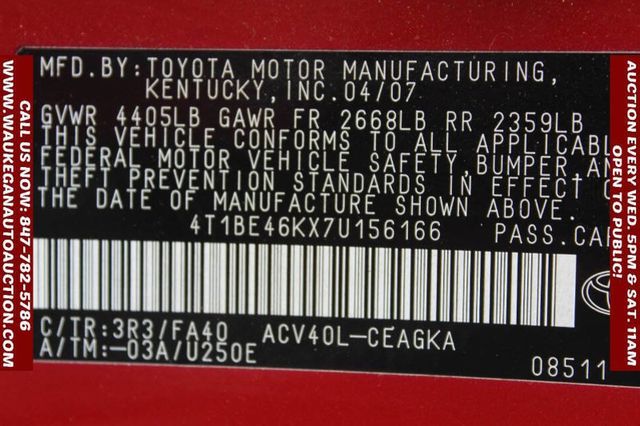 MFD.BY:TOYOTA MOTOR MANUFACTURING,
KENTUCKY,INC.04/07
GVWR 4405LB GAWR FR 2668LB RR 2359LB
THIS VEHICLE CONFORMS TO ALL APPLICABL
FEDERAL MOTOR VEHICLE SAFETY,BUMPER,AN
THEFT PREVENTION STANDARDS IN EFFECT
THE DATE OF MANUFACTURE SHOWN ABOVE.
4T1BE46KX7U156166 PASS.CAR
C/TR:3R3/FA40 ACV40L-CEAGKA
A/TM:-03A/U250E
08511
CALL US NOW: 847-782-5786
WWW.WAUKEGANAUTOAUCTION.COM
AUCTION EVERY WED. 5PM & SAT. 11AM
OPEN TO PUBLIC!